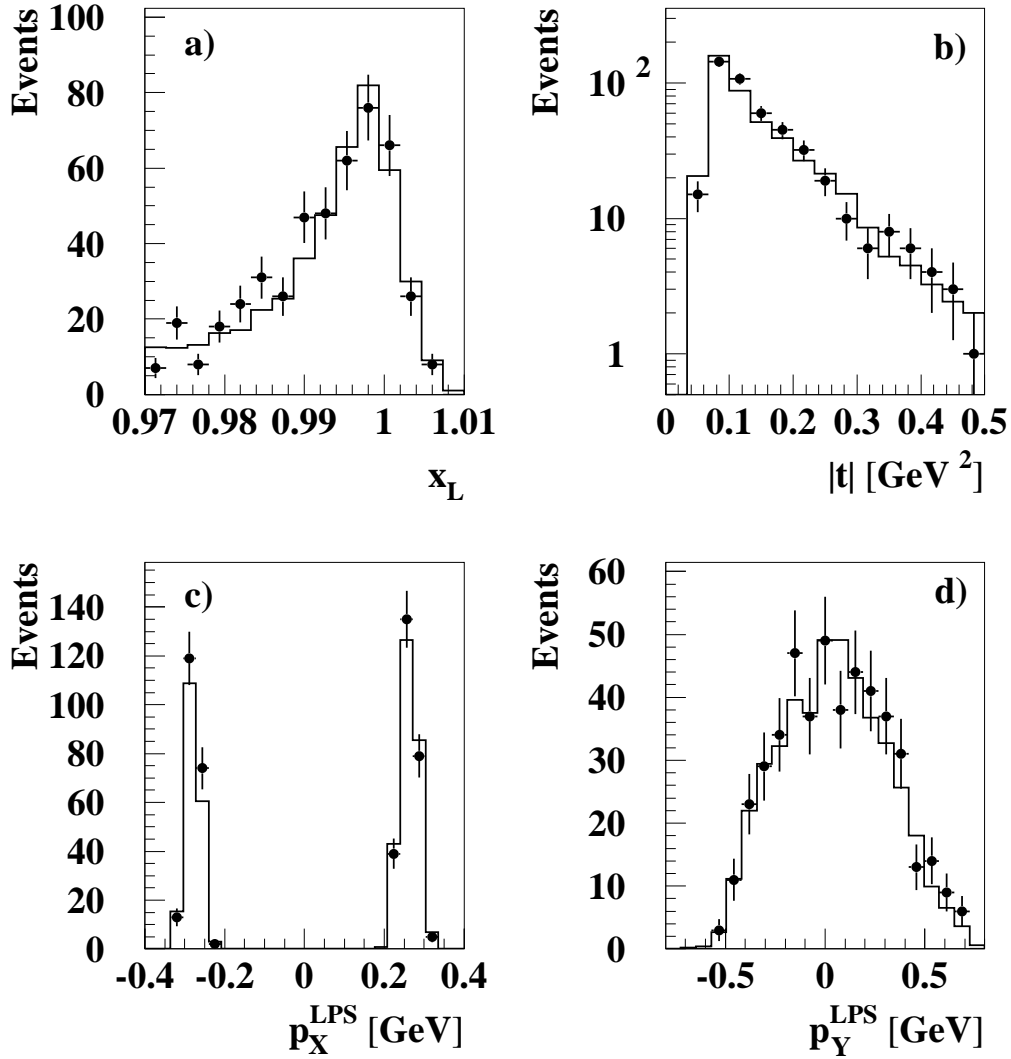 Events
a)
100
80
60
40
20
0
0.97 0.98 0.99 1 1.01
x_L
Events
b)
10 ^2
10
1
0 0.1 0.2 0.3 0.4 0.5
|t| [GeV ^2]
Events
c)
140
120
100
80
60
40
20
0
-0.4 -0.2 0 0.2 0.4
p_X^LPS [GeV]
Events
d)
60
50
40
30
20
10
0
-0.5 0 0.5
p_Y^LPS [GeV]